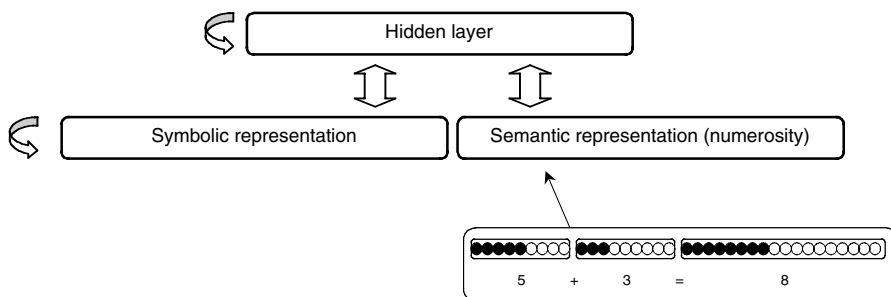 Hidden layer
Symbolic representation
Semantic representation (numerosity)
5 + 3 = 8